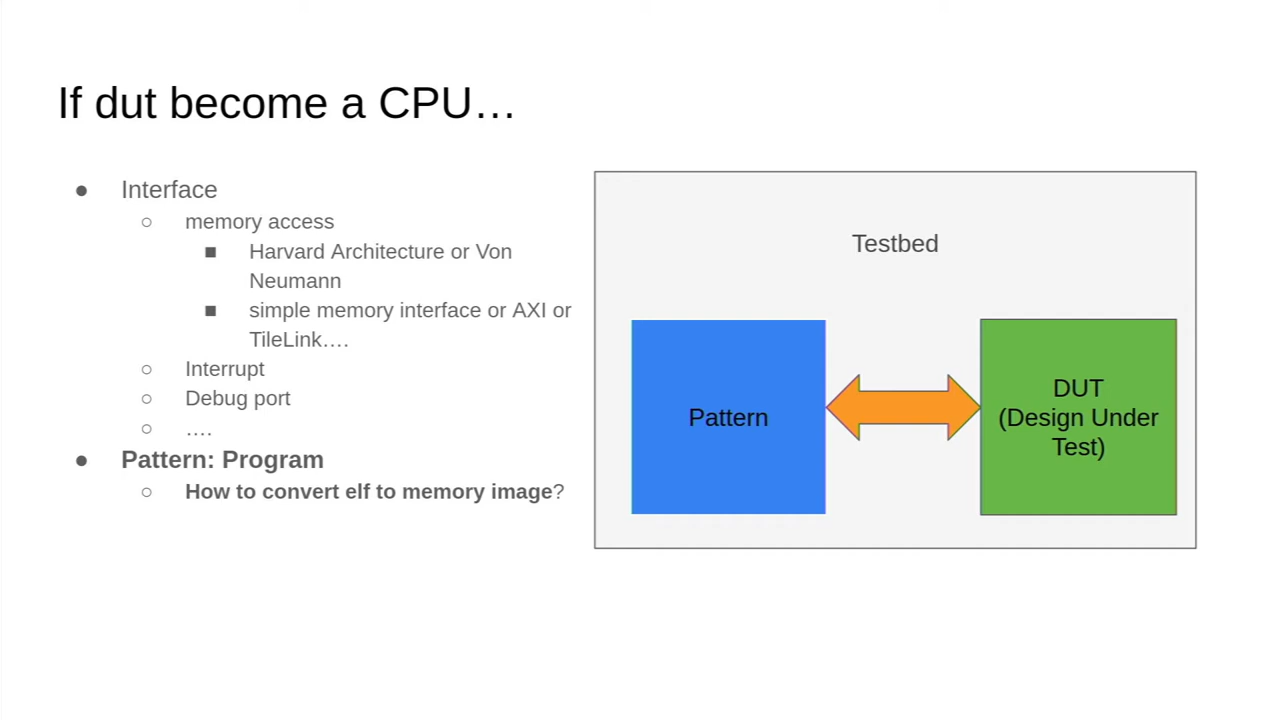 If dut become a CPU…
● Interface
○ memory access
■ Harvard Architecture or Von
Neumann
■ simple memory interface or AXI or
TileLink….
○ Interrupt
○ Debug port
○ ….
● Pattern: Program
○ How to convert elf to memory image?
Testbed
Pattern
DUT
(Design Under
Test)